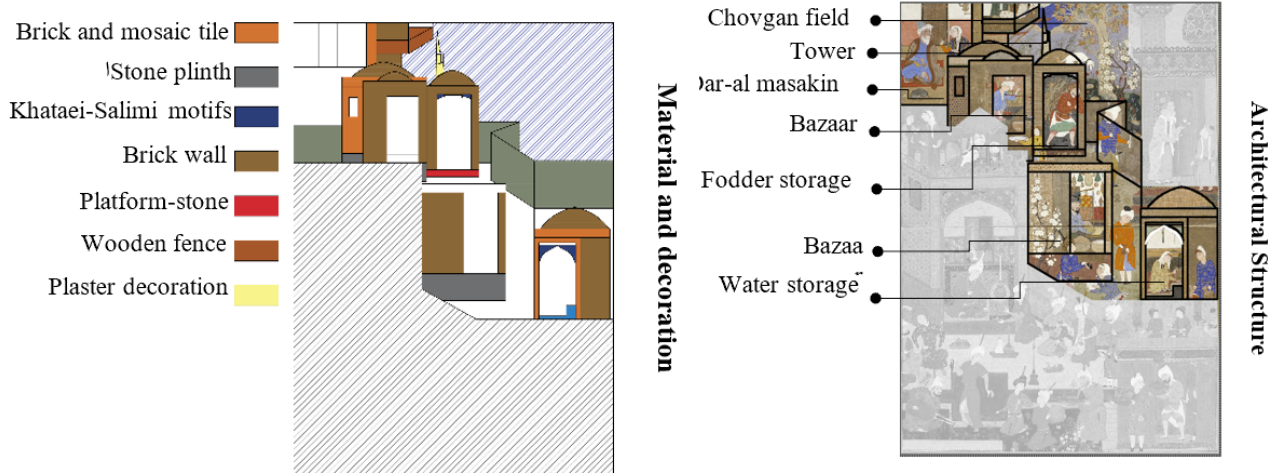 Brick and mosaic tile
Stone plinth
Khataei-Salimi motifs
Brick wall
Platform-stone
Wooden fence
Plaster decoration
Material and decoration
Chovgan field
Tower
ar-al masakin
Bazaar
Fodder storage
Bazaa
Water storage
Architectural Structure